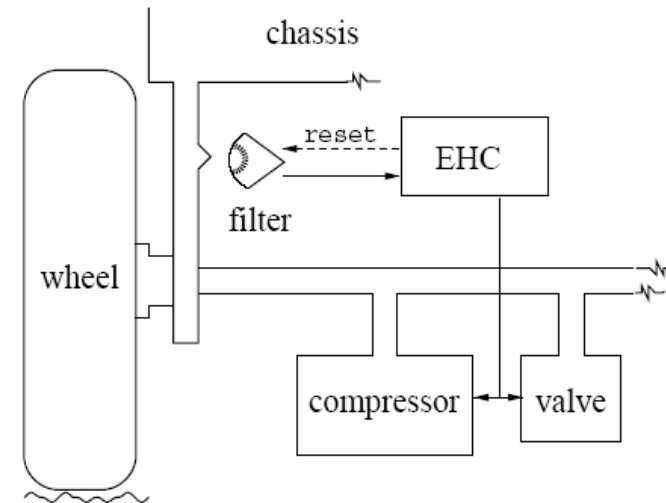 chassis
reset
EHC
filter
wheel
compressor
valve